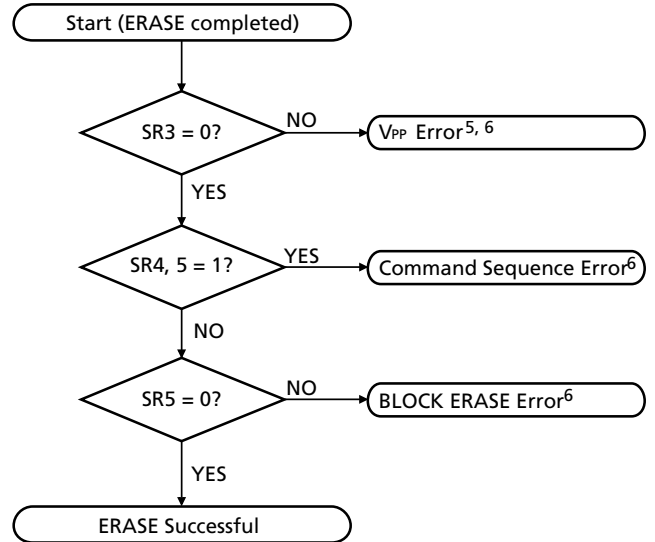 Start (ERASE completed)
SR3 = 0?
NO
VPP Error5, 6
YES
SR4, 5 = 1?
YES
Command Sequence Error6
NO
SR5 = 0?
NO
BLOCK ERASE Error6
YES
ERASE Successful